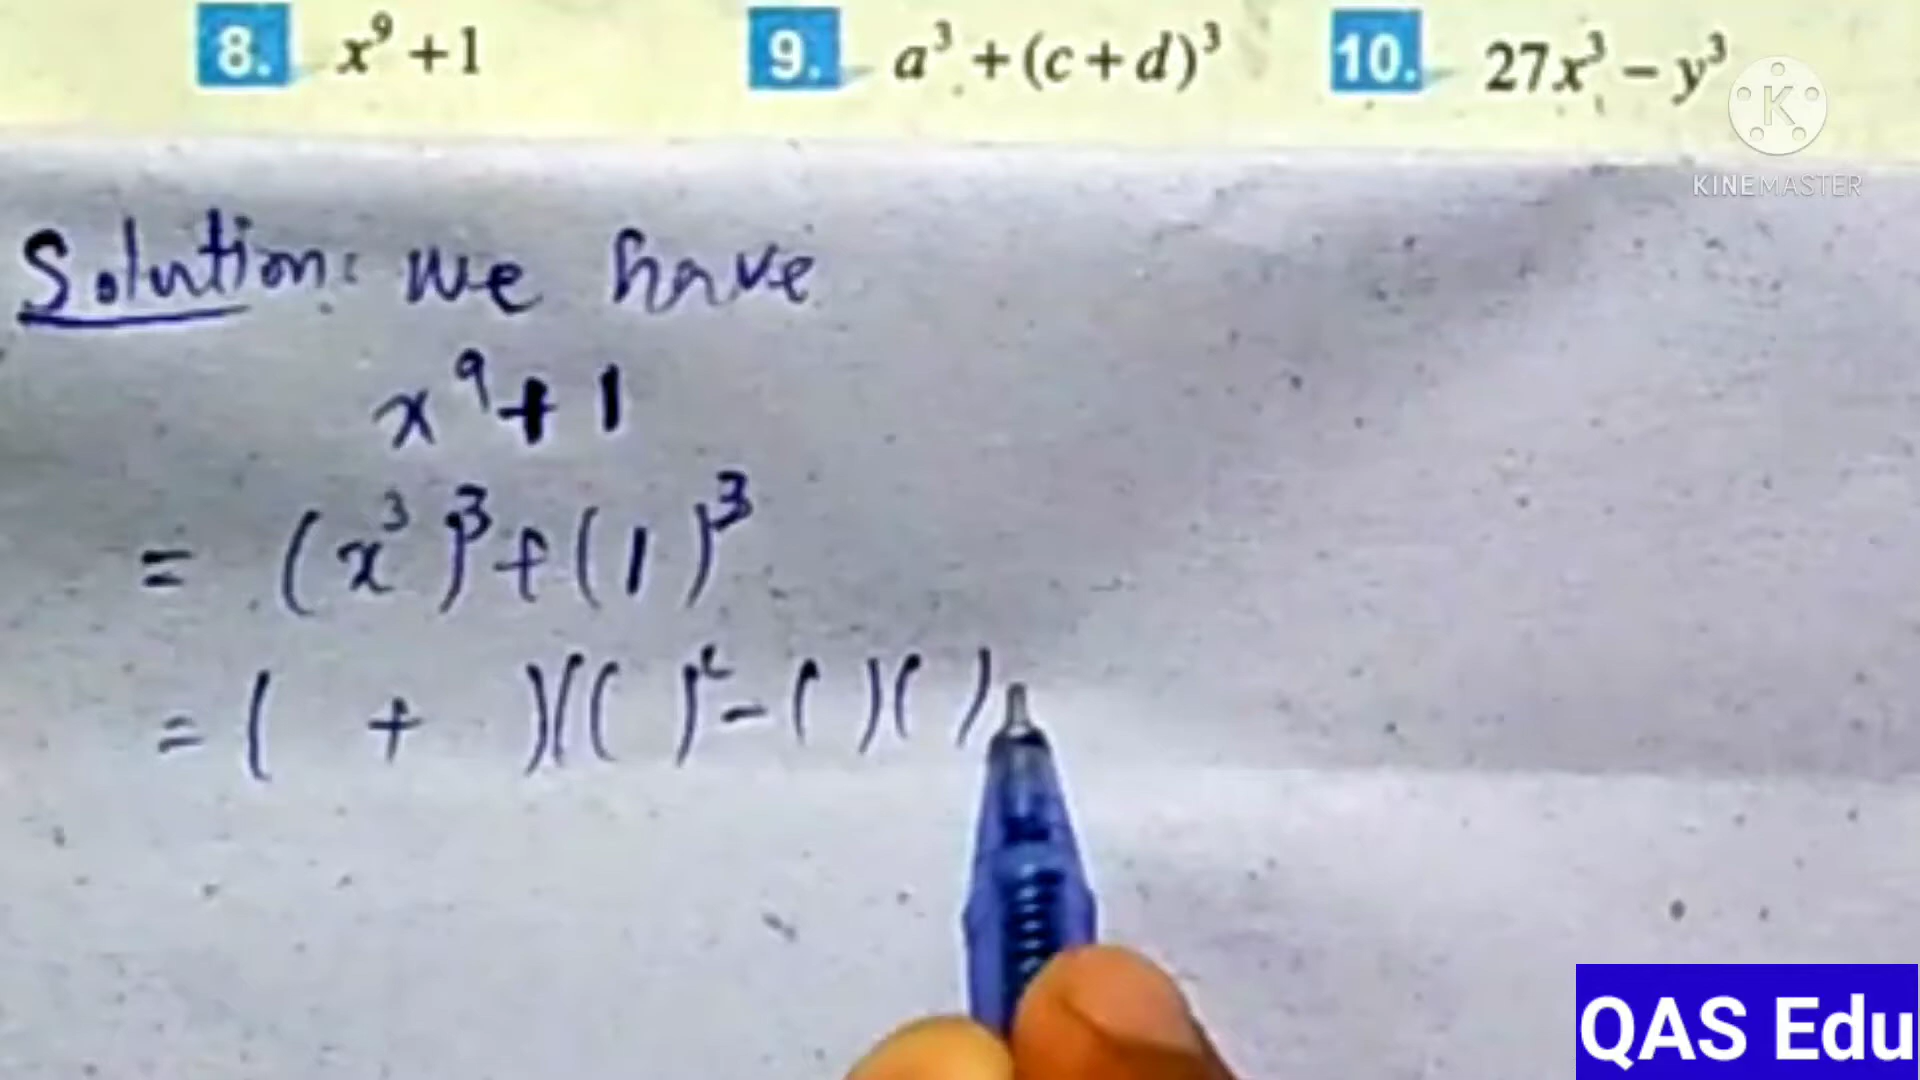 8. x⁹ + 1 9. a³ + (c + d)³ 10. 27x³ − y³
KINEMASTER
Solution: we have
x⁹ + 1
= (x³)³ + (1)³
= ( + )(( )² − ( )( )
QAS Edu